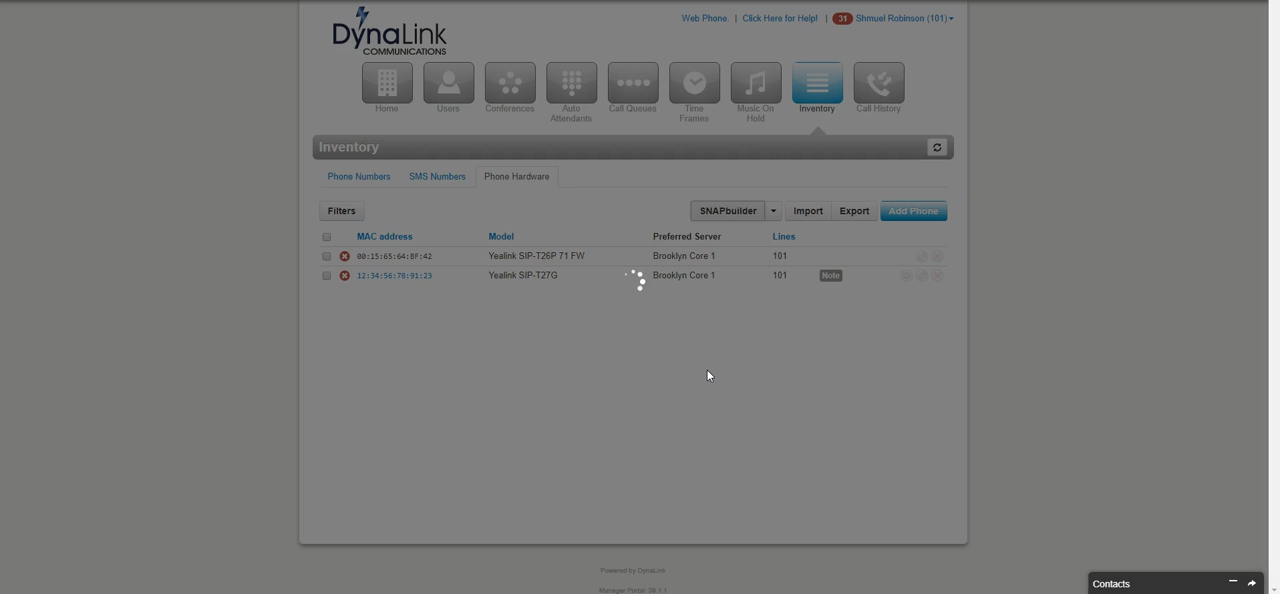 DynaLink
COMMUNICATIONS
Web Phone | Click Here for Help! | 31 Shmuel Robinson (101)
Home Users Conferences Auto Attendants Call Queues Time Frames Music On Hold Inventory Call History
Inventory
Phone Numbers SMS Numbers Phone Hardware
Filters SNAPbuilder Import Export Add Phone
MAC address Model Preferred Server Lines
00:15:65:64:BF:42 Yealink SIP-T26P 71 FW Brooklyn Core 1 101
12:34:56:78:91:23 Yealink SIP-T27G Brooklyn Core 1 101 Note
Powered by DynaLink
Manager Portal: 39.1.1
Contacts